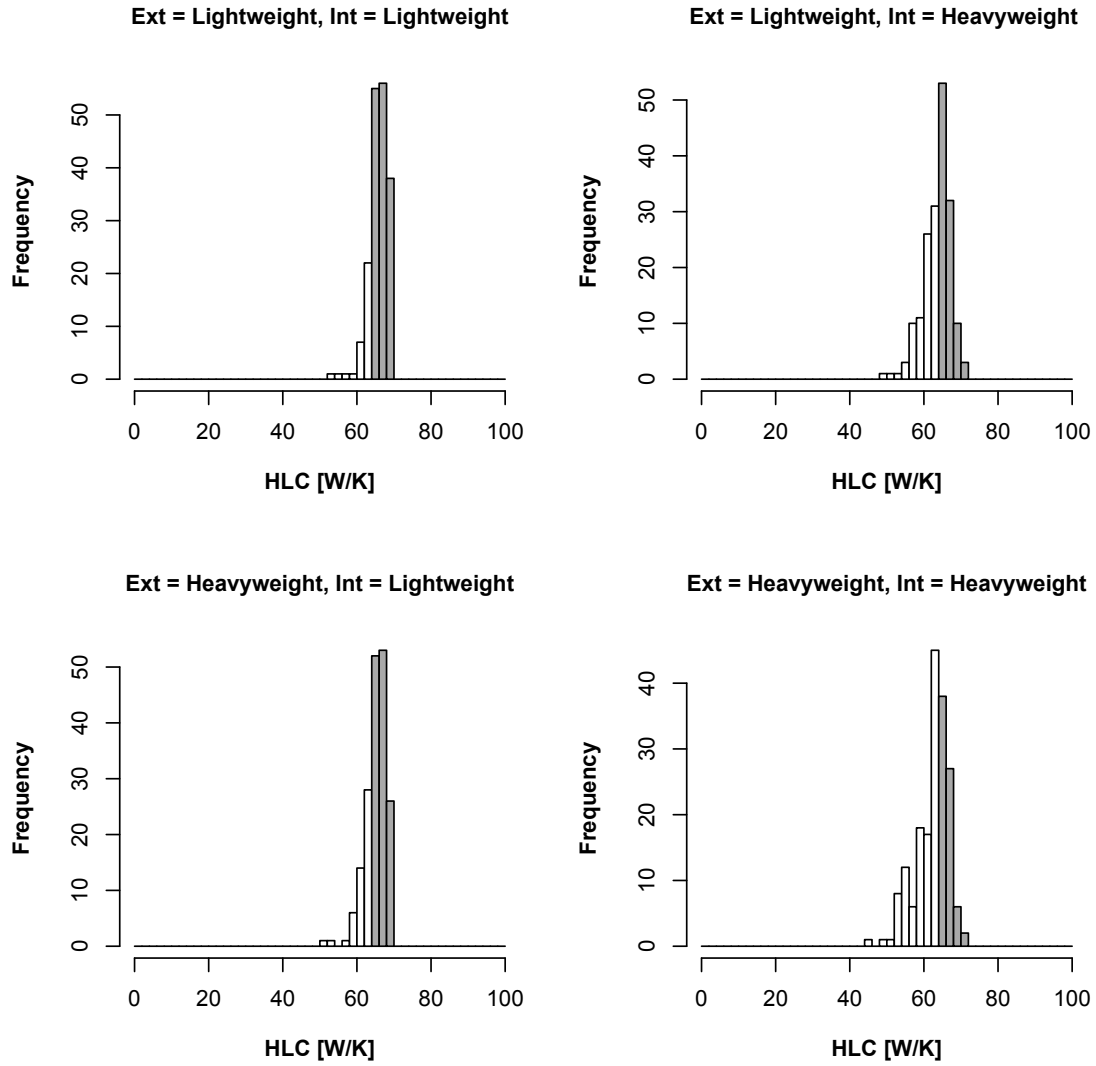 Ext = Lightweight, Int = Lightweight
Frequency
0 10 20 30 40 50
0 20 40 60 80 100
HLC [W/K]
Ext = Lightweight, Int = Heavyweight
Frequency
0 10 20 30 40 50
0 20 40 60 80 100
HLC [W/K]
Ext = Heavyweight, Int = Lightweight
Frequency
0 10 20 30 40 50
0 20 40 60 80 100
HLC [W/K]
Ext = Heavyweight, Int = Heavyweight
Frequency
0 10 20 30 40
0 20 40 60 80 100
HLC [W/K]